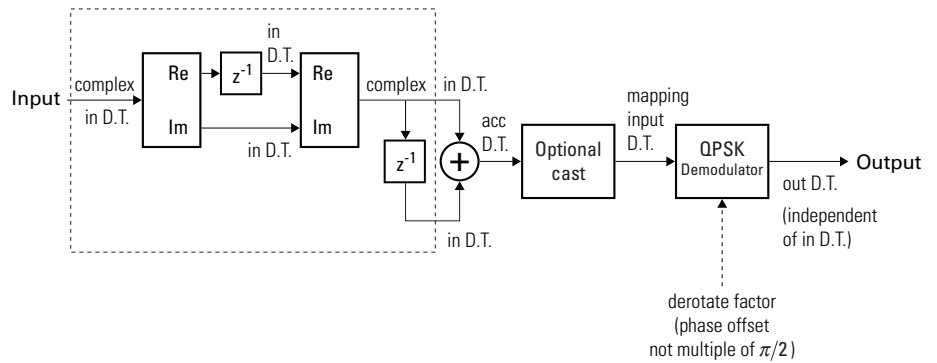 Input
complex
in D.T.
Re
Im
z-1
in
D.T.
in D.T.
Re
Im
complex
z-1
in D.T.
in D.T.
+
acc
D.T.
Optional
cast
mapping
input
D.T.
QPSK
Demodulator
Output
out D.T.
(independent
of in D.T.)
derotate factor
(phase offset
not multiple of π/2)